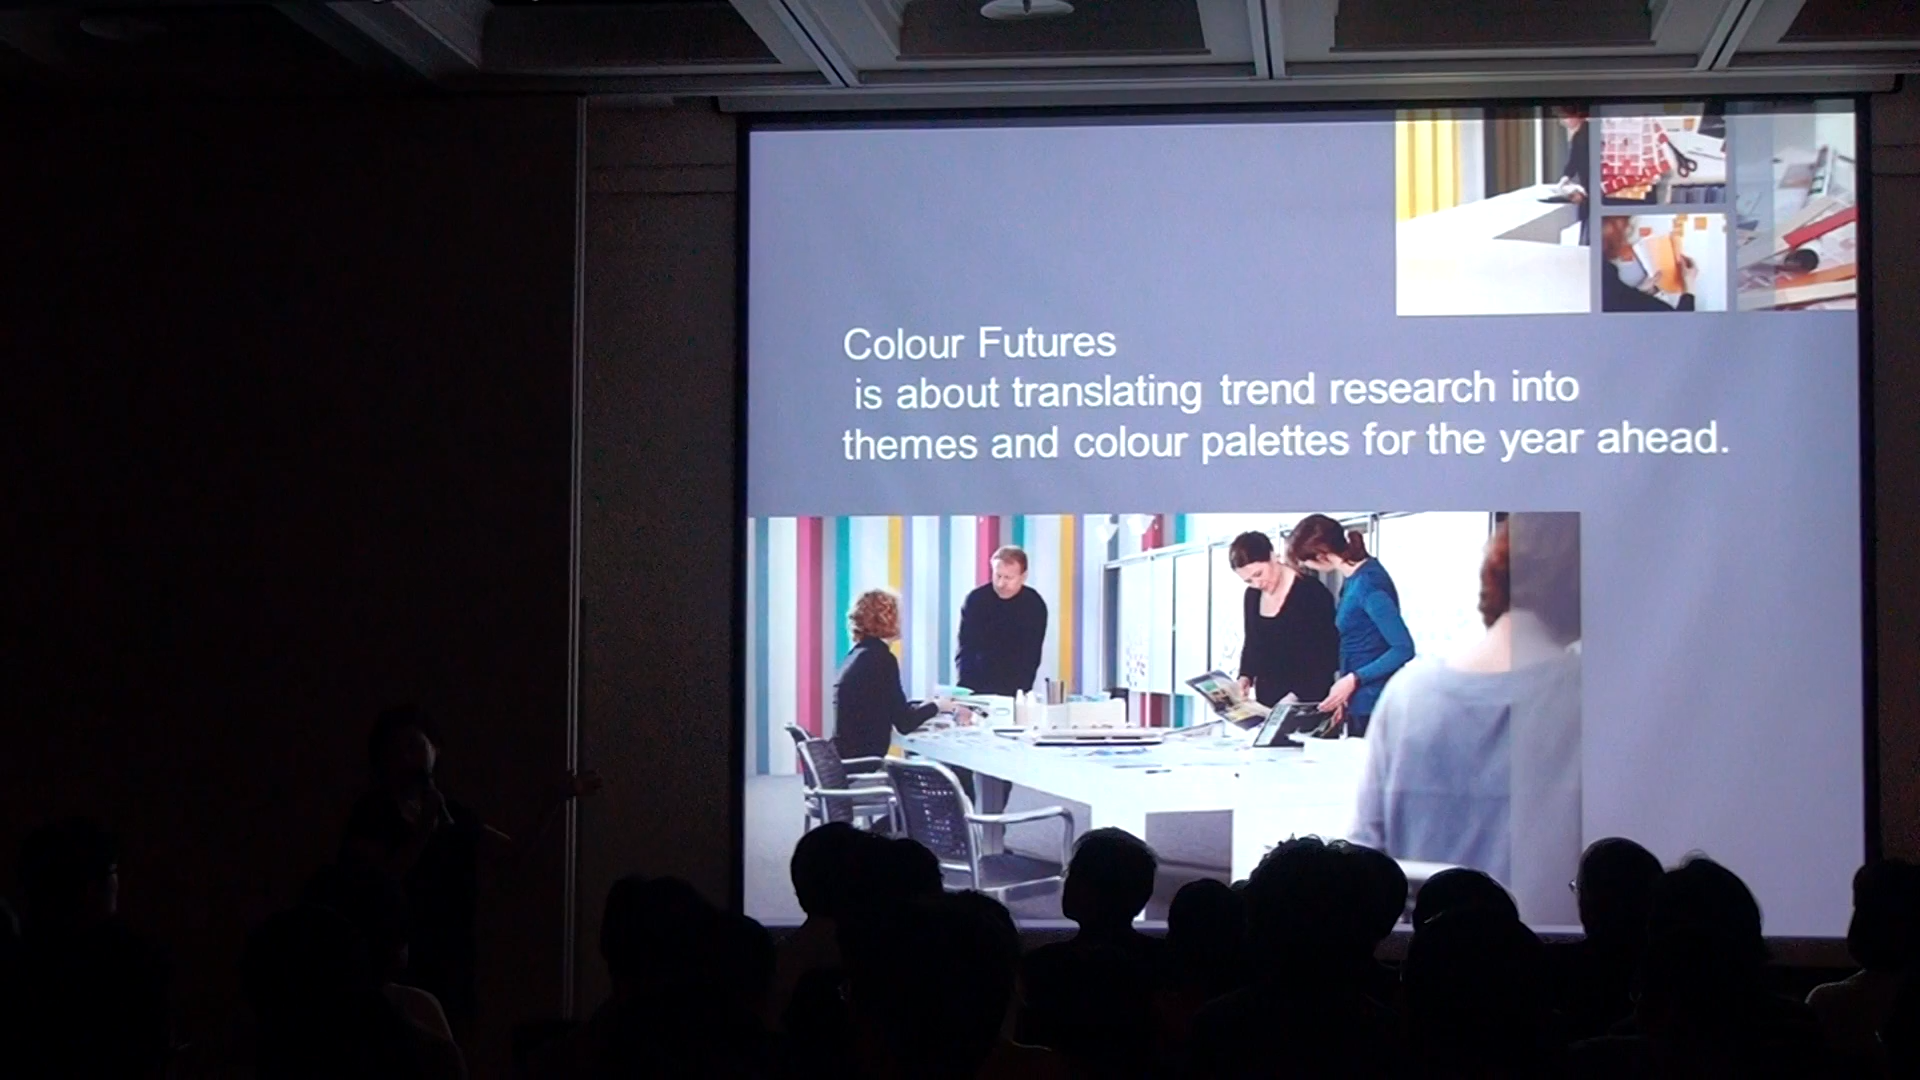 Colour Futures
is about translating trend research into
themes and colour palettes for the year ahead.